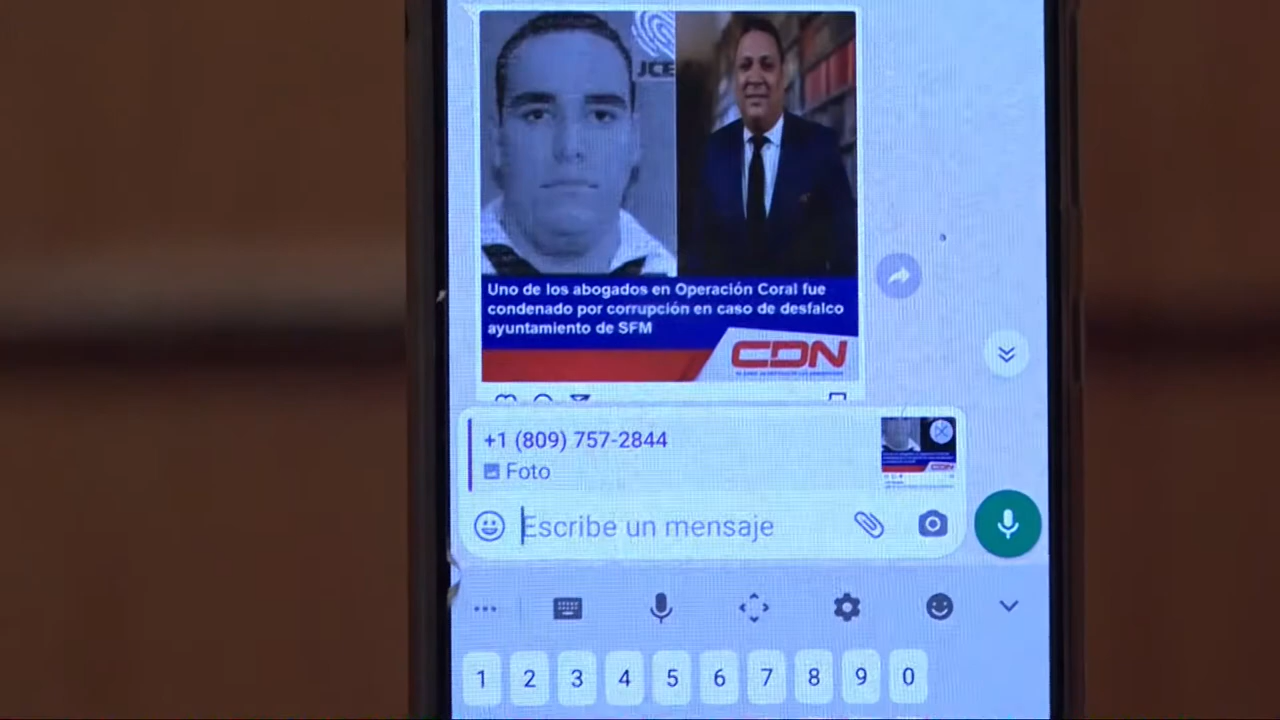 JCE
Uno de los abogados en Operación Coral fue
condenado por corrupción en caso de desfalco
ayuntamiento de SFM
CDN
+1 (809) 757-2844
Foto
Escribe un mensaje
1 2 3 4 5 6 7 8 9 0